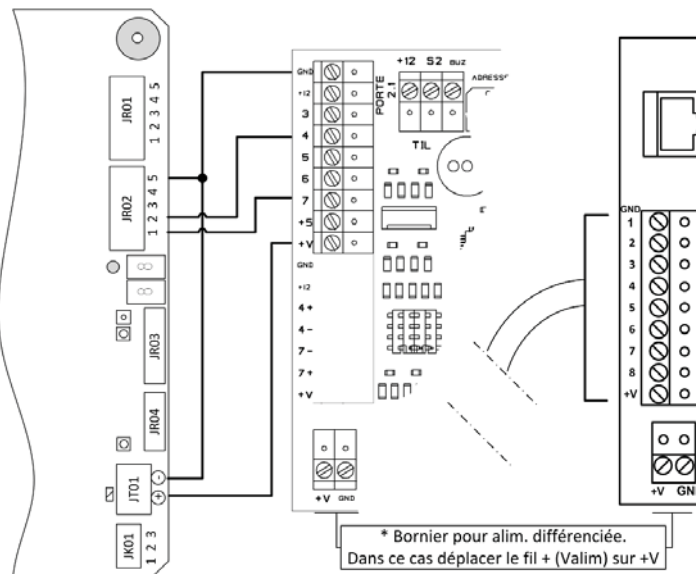 JR01
1 2 3 4 5
JR02
1 2 3 4 5
8
8
JR03
JR04
JT01
-
+
JK01
1 2 3
GND
+12
3
4
5
6
7
+5
+V
GND
+12
4+
4-
7-
7+
+V
PORTE
2.1
+12 S2 BUZ
TIL
+V GND
GND
1
2
3
4
5
6
7
8
+V
+V
* Bornier pour alim. différenciée.
Dans ce cas déplacer le fil + (Valim) sur +V